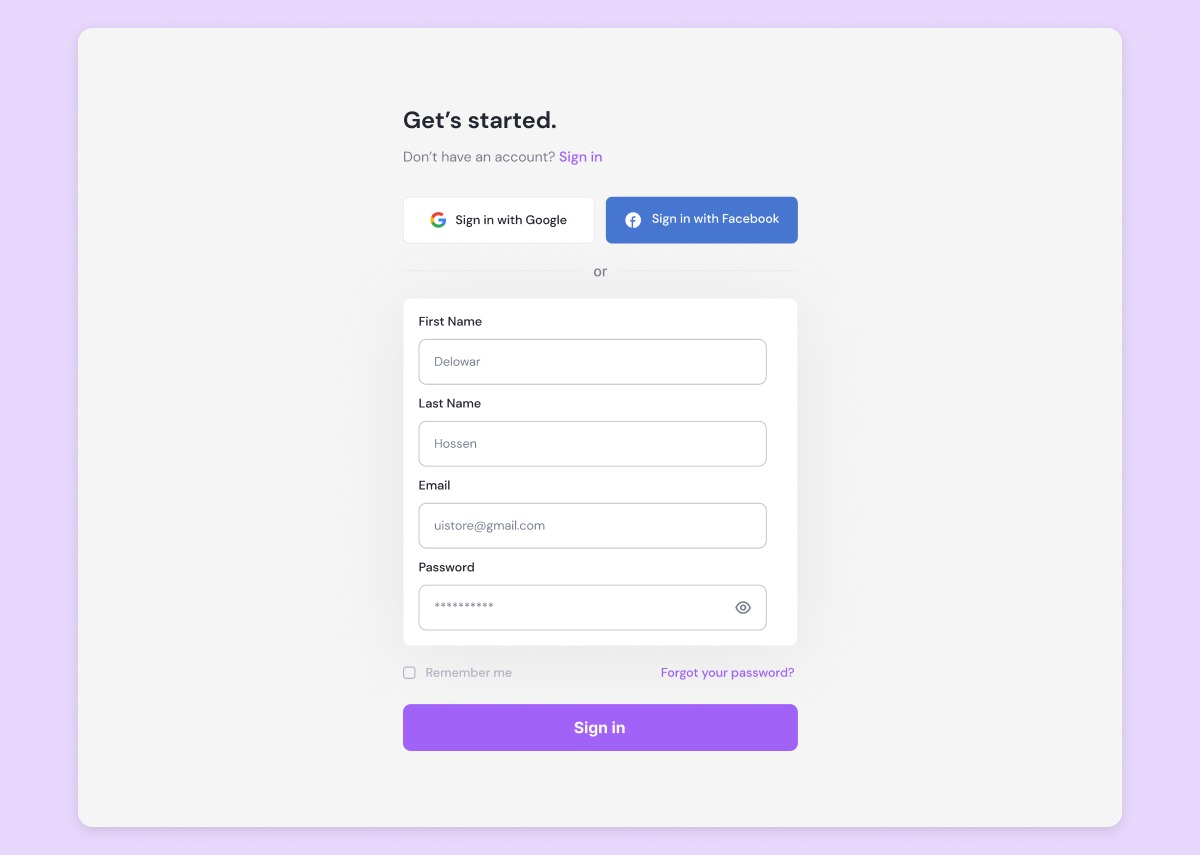 Get’s started.
Don’t have an account? Sign in
Sign in with Google
Sign in with Facebook
or
First Name
Delowar
Last Name
Hossen
Email
uistore@gmail.com
Password
**********
Remember me
Forgot your password?
Sign in